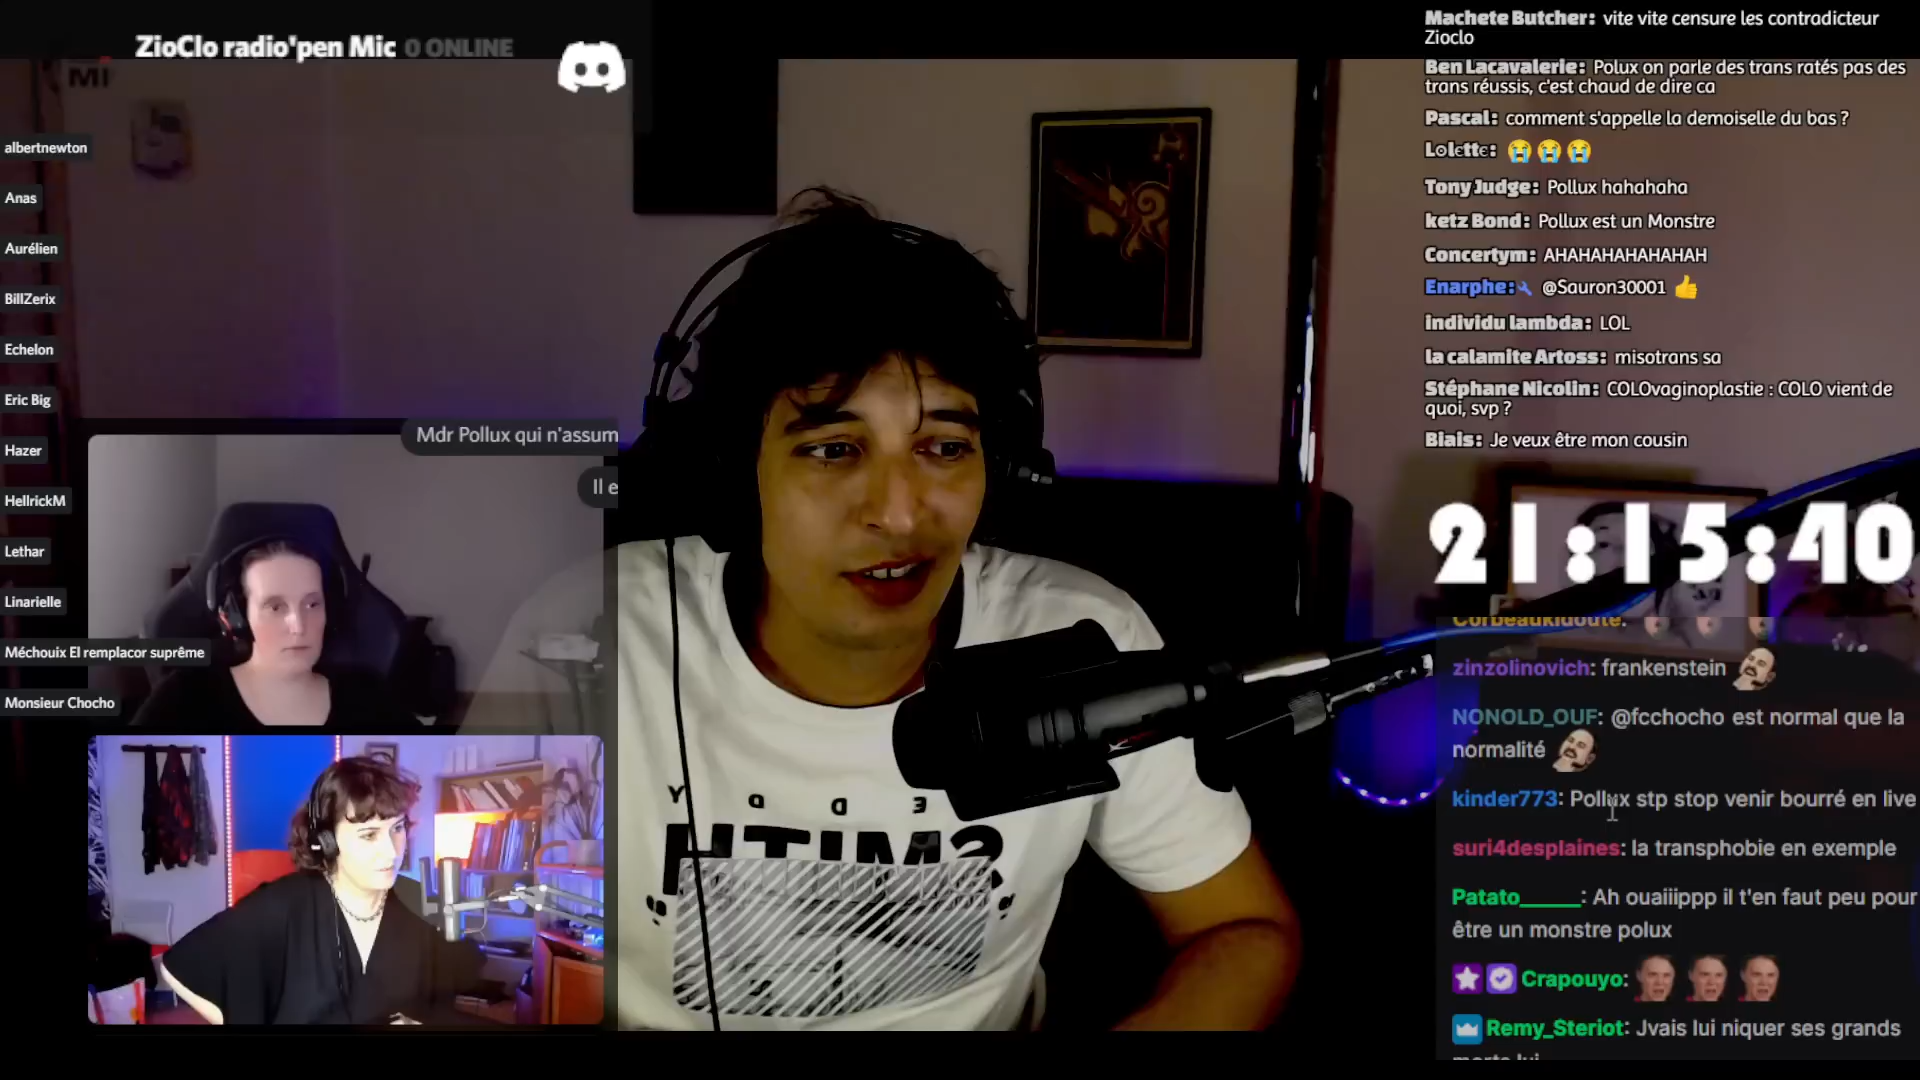 ZioClo radio'pen Mic 0 ONLINE
MI
albertnewton
Anas
Aurélien
BillZerix
Echelon
Eric Big
Hazer
HellrickM
Lethar
Linarielle
Méchouix El remplacor suprême
Monsieur Chocho
Mdr Pollux qui n'assum
Il e
Machete Butcher: vite vite censure les contradicteur
Zioclo
Ben Lacavalerie: Polux on parle des trans ratés pas des
trans réussis, c'est chaud de dire ca
Pascal: comment s'appelle la demoiselle du bas ?
Lolette: 😭😭😭
Tony Judge: Pollux hahahaha
ketz Bond: Pollux est un Monstre
Concertym: AHAHAHAHAHAHAH
Enarphe: @Sauron30001 👍
individu lambda: LOL
la calamite Artoss: misotrans sa
Stéphane Nicolin: COLOvaginoplastie : COLO vient de
quoi, svp ?
Biais: Je veux être mon cousin
21:15:40
Corbeaukidoute:
zinzolinovich: frankenstein
NONOLD_OUF: @fcchocho est normal que la
normalité
kinder773: Pollux stp stop venir bourré en live
suri4desplaines: la transphobie en exemple
Patato_____: Ah ouaiiippp il t'en faut peu pour
être un monstre polux
Crapouyo:
Remy_Steriot: Jvais lui niquer ses grands
morts lui
YDDE
SMITH